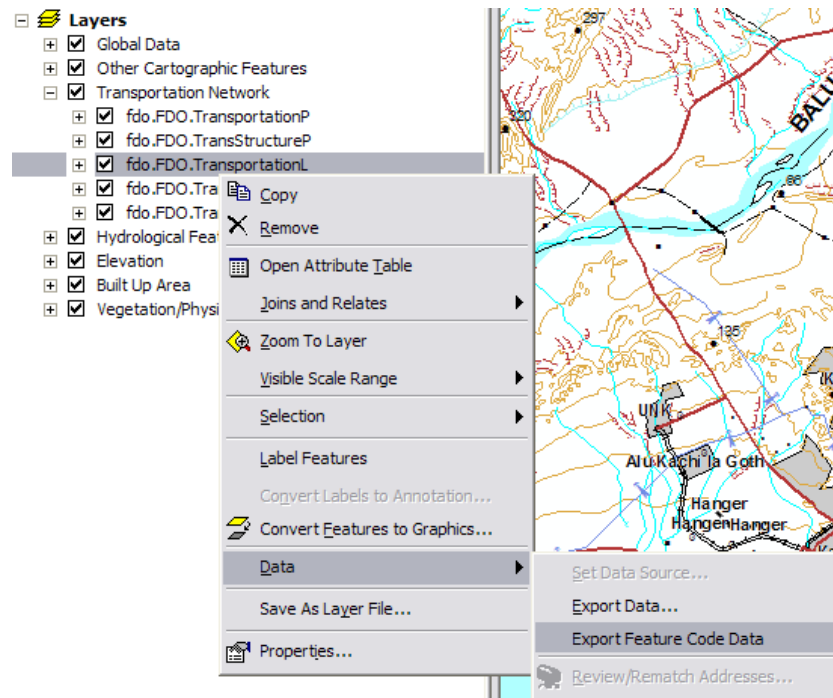 Layers
Global Data
Other Cartographic Features
Transportation Network
fdo.FDO.TransportationP
fdo.FDO.TransStructureP
fdo.FDO.TransportationL
fdo.FDO.Tra
fdo.FDO.Tra
Hydrological Feat
Elevation
Built Up Area
Vegetation/Physi
Copy
Remove
Open Attribute Table
Joins and Relates
Zoom To Layer
Visible Scale Range
Selection
Label Features
Convert Labels to Annotation...
Convert Features to Graphics...
Data
Save As Layer File...
Properties...
Set Data Source...
Export Data...
Export Feature Code Data
Review/Rematch Addresses...
297
220
BALU
66
135
UNK
Alu Kachi la Goth
Hanger
Hanger Hanger